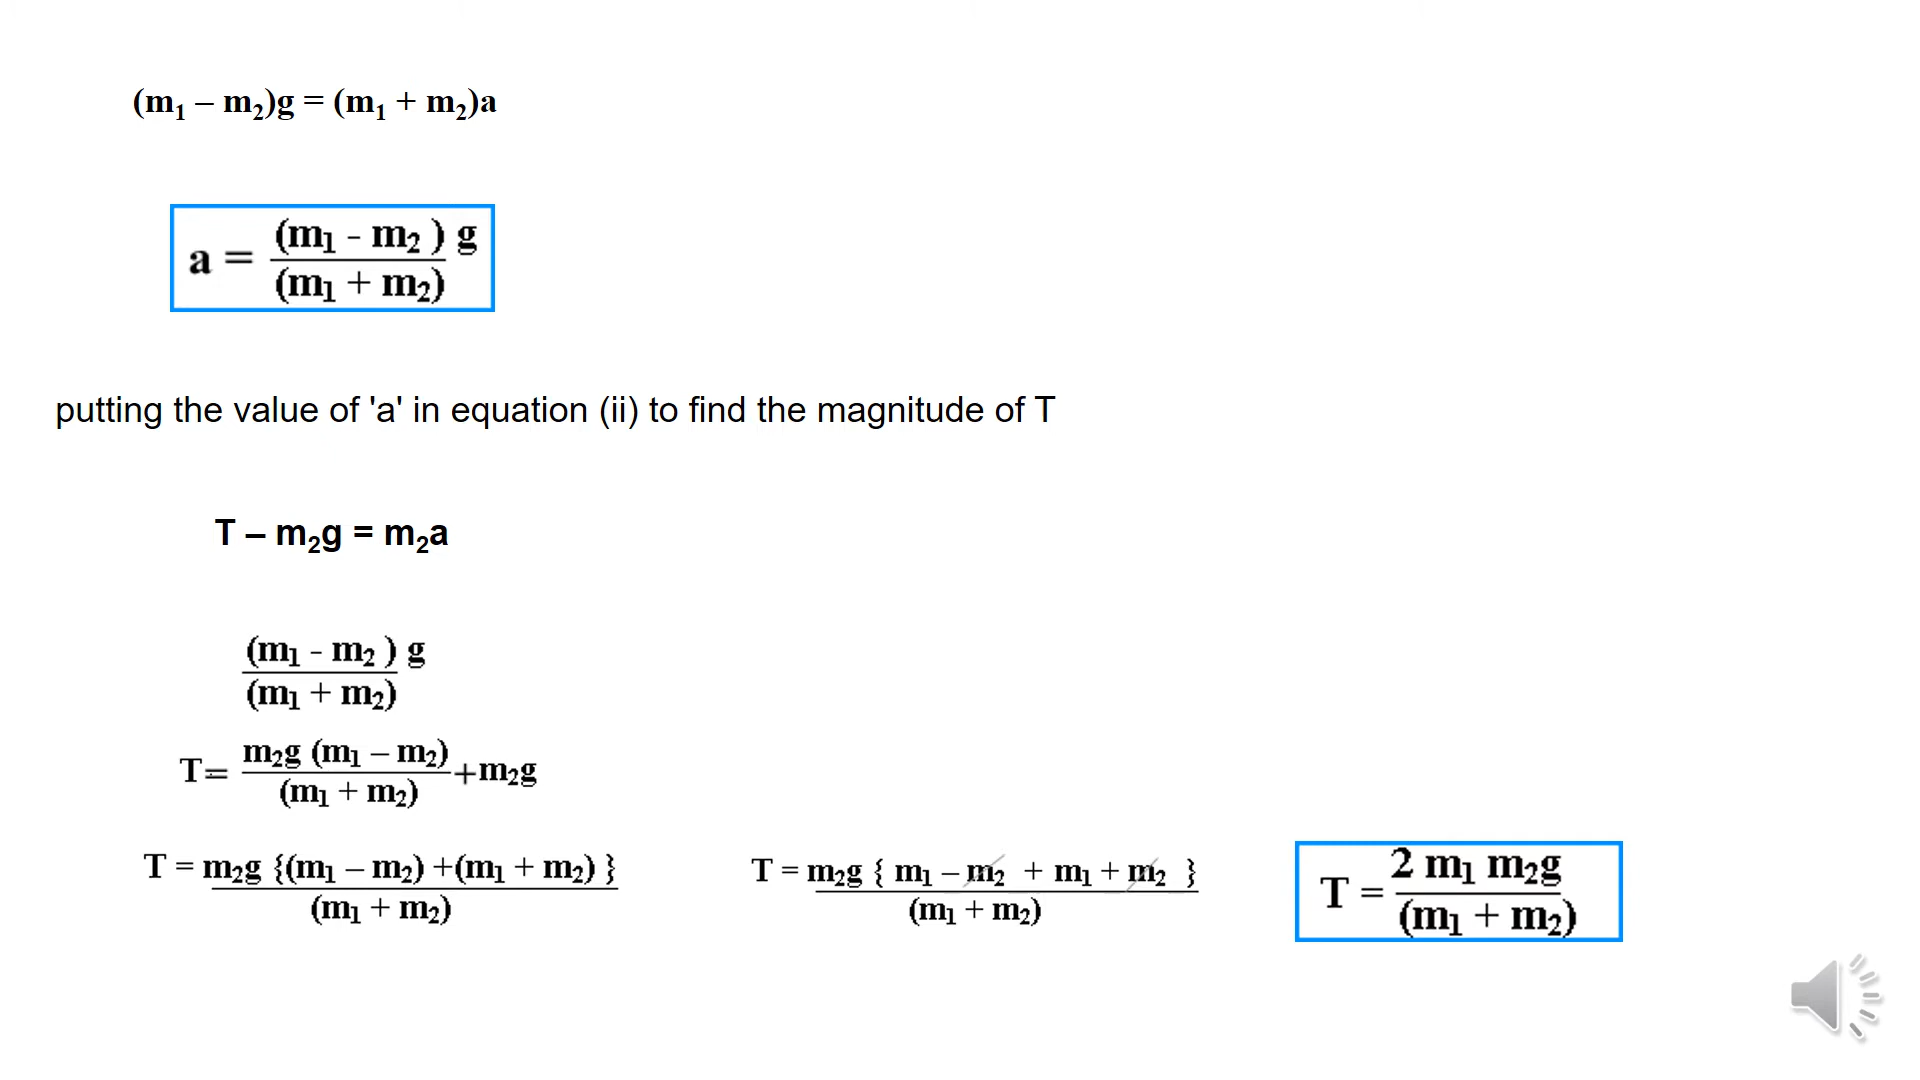 (m₁ – m₂)g = (m₁ + m₂)a
a = (m₁ - m₂ ) g
(m₁ + m₂)
putting the value of 'a' in equation (ii) to find the magnitude of T
T – m₂g = m₂a
(m₁ - m₂ ) g
(m₁ + m₂)
T= m₂g (m₁ – m₂) +m₂g
(m₁ + m₂)
T = m₂g {(m₁ – m₂) +(m₁ + m₂) }
(m₁ + m₂)
T = m₂g { m₁ – m₂ + m₁ + m₂ }
(m₁ + m₂)
T = 2 m₁ m₂g
(m₁ + m₂)